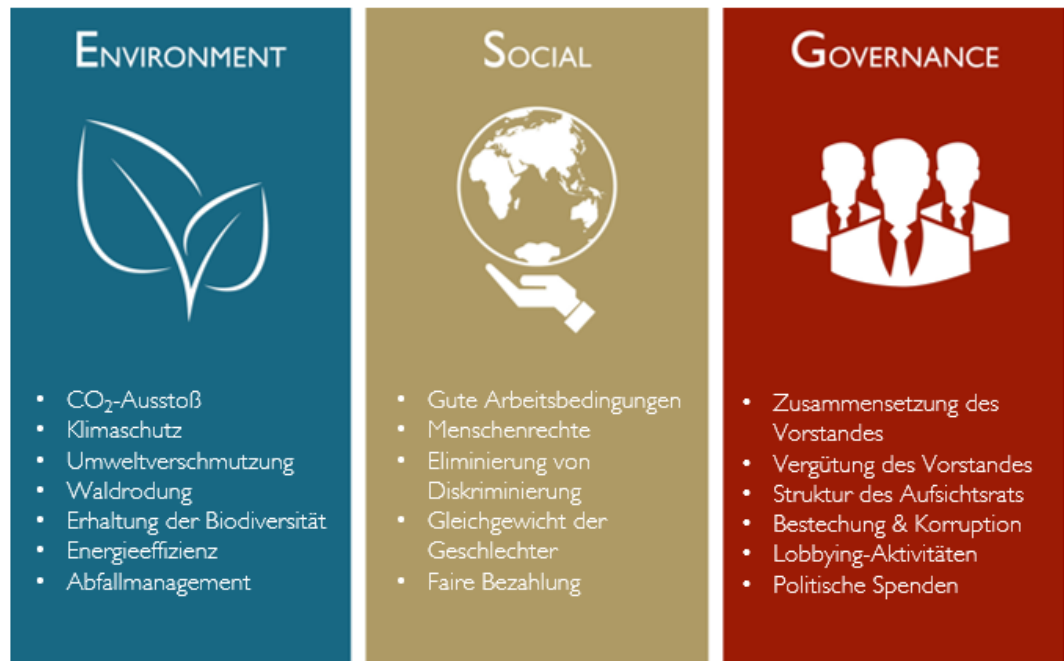 ENVIRONMENT
• CO₂-Ausstoß
• Klimaschutz
• Umweltverschmutzung
• Waldrodung
• Erhaltung der Biodiversität
• Energieeffizienz
• Abfallmanagement
SOCIAL
• Gute Arbeitsbedingungen
• Menschenrechte
• Eliminierung von
Diskriminierung
• Gleichgewicht der
Geschlechter
• Faire Bezahlung
GOVERNANCE
• Zusammensetzung des
Vorstandes
• Vergütung des Vorstandes
• Struktur des Aufsichtsrats
• Bestechung & Korruption
• Lobbying-Aktivitäten
• Politische Spenden